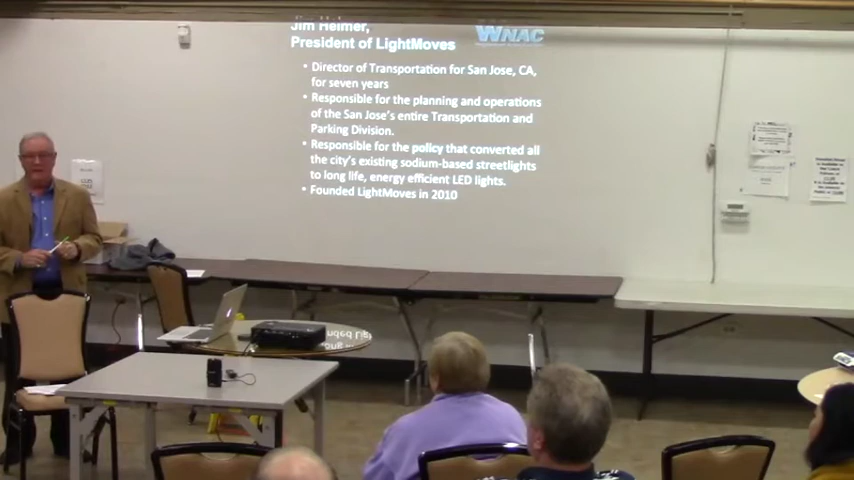 Jim Helmer,
President of LightMoves
WNAC
• Director of Transportation for San Jose, CA,
for seven years
• Responsible for the planning and operations
of the San Jose's entire Transportation and
Parking Division.
• Responsible for the policy that converted all
the city's existing sodium-based streetlights
to long life, energy efficient LED lights.
• Founded LightMoves in 2010